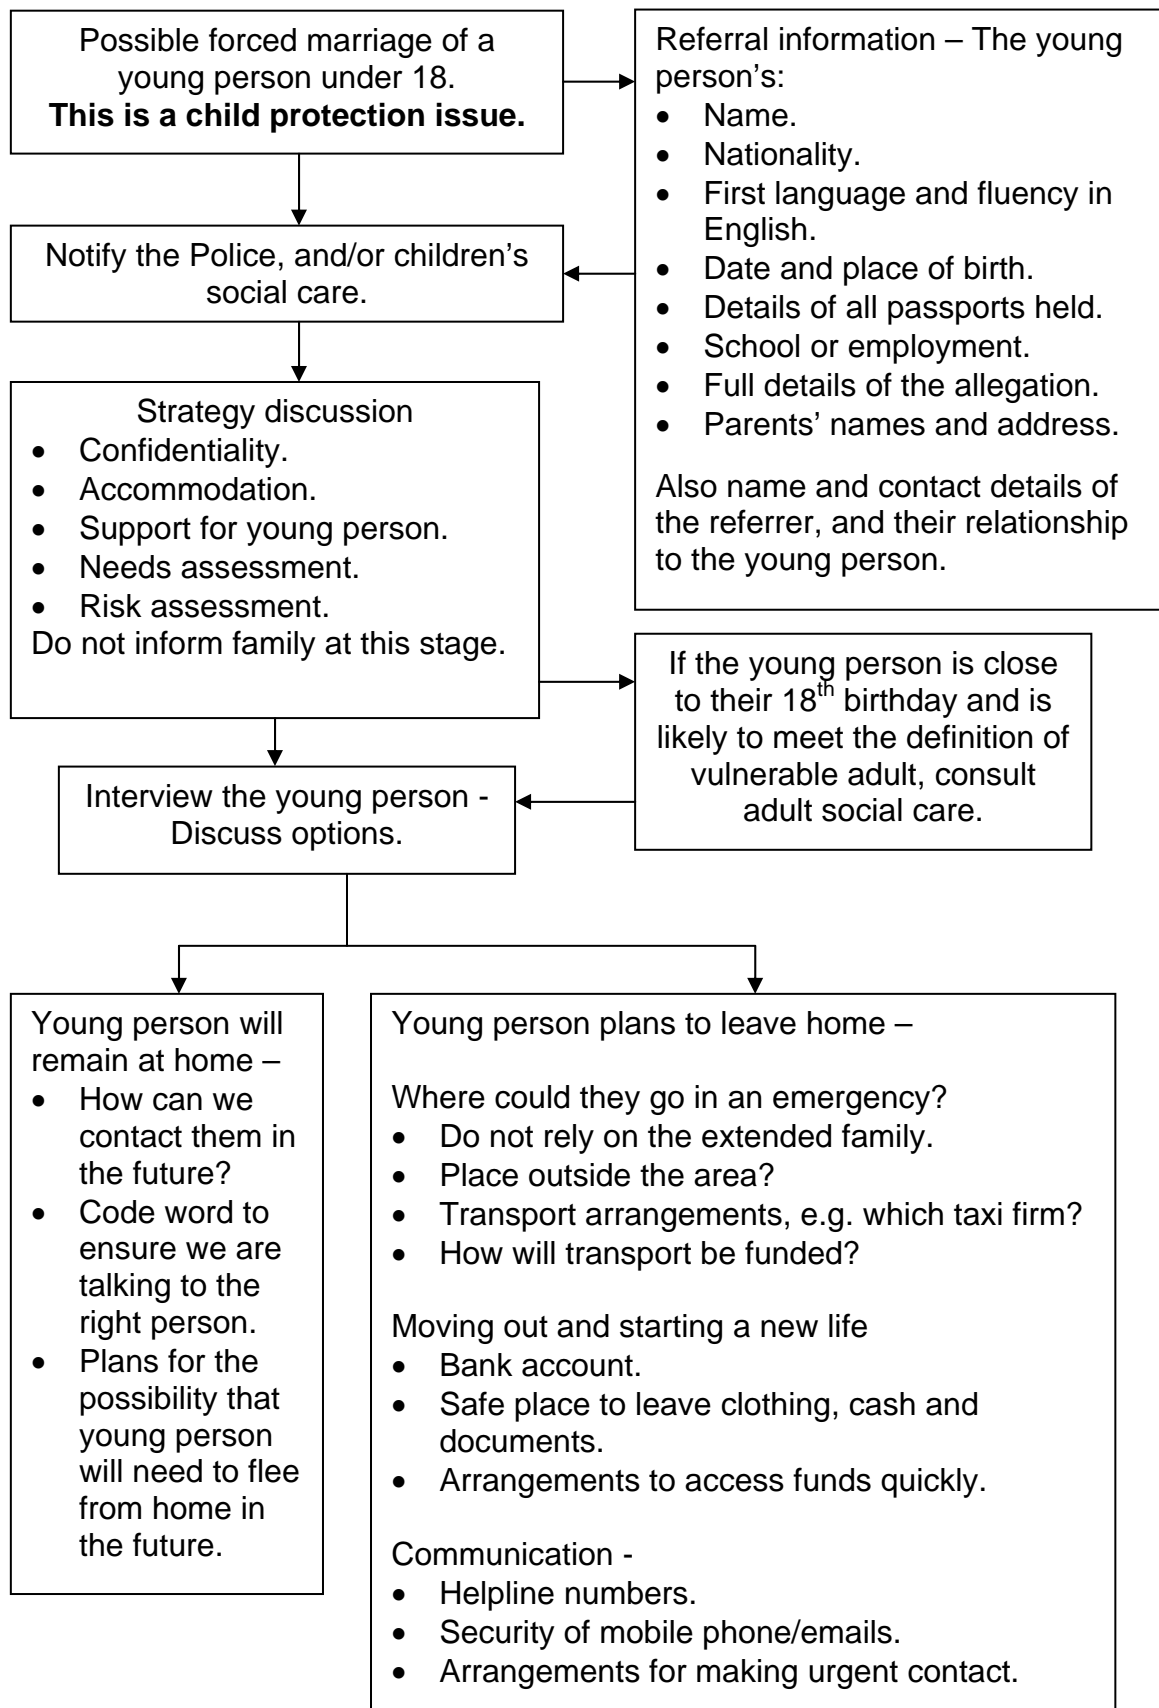 Possible forced marriage of a
young person under 18.
This is a child protection issue.
Referral information – The young
person’s:
• Name.
• Nationality.
• First language and fluency in
English.
• Date and place of birth.
• Details of all passports held.
• School or employment.
• Full details of the allegation.
• Parents’ names and address.
Also name and contact details of
the referrer, and their relationship
to the young person.
Notify the Police, and/or children’s
social care.
Strategy discussion
• Confidentiality.
• Accommodation.
• Support for young person.
• Needs assessment.
• Risk assessment.
Do not inform family at this stage.
If the young person is close
to their 18th birthday and is
likely to meet the definition of
vulnerable adult, consult
adult social care.
Interview the young person -
Discuss options.
Young person will
remain at home –
• How can we
contact them in
the future?
• Code word to
ensure we are
talking to the
right person.
• Plans for the
possibility that
young person
will need to flee
from home in
the future.
Young person plans to leave home –
Where could they go in an emergency?
• Do not rely on the extended family.
• Place outside the area?
• Transport arrangements, e.g. which taxi firm?
• How will transport be funded?
Moving out and starting a new life
• Bank account.
• Safe place to leave clothing, cash and
documents.
• Arrangements to access funds quickly.
Communication -
• Helpline numbers.
• Security of mobile phone/emails.
• Arrangements for making urgent contact.